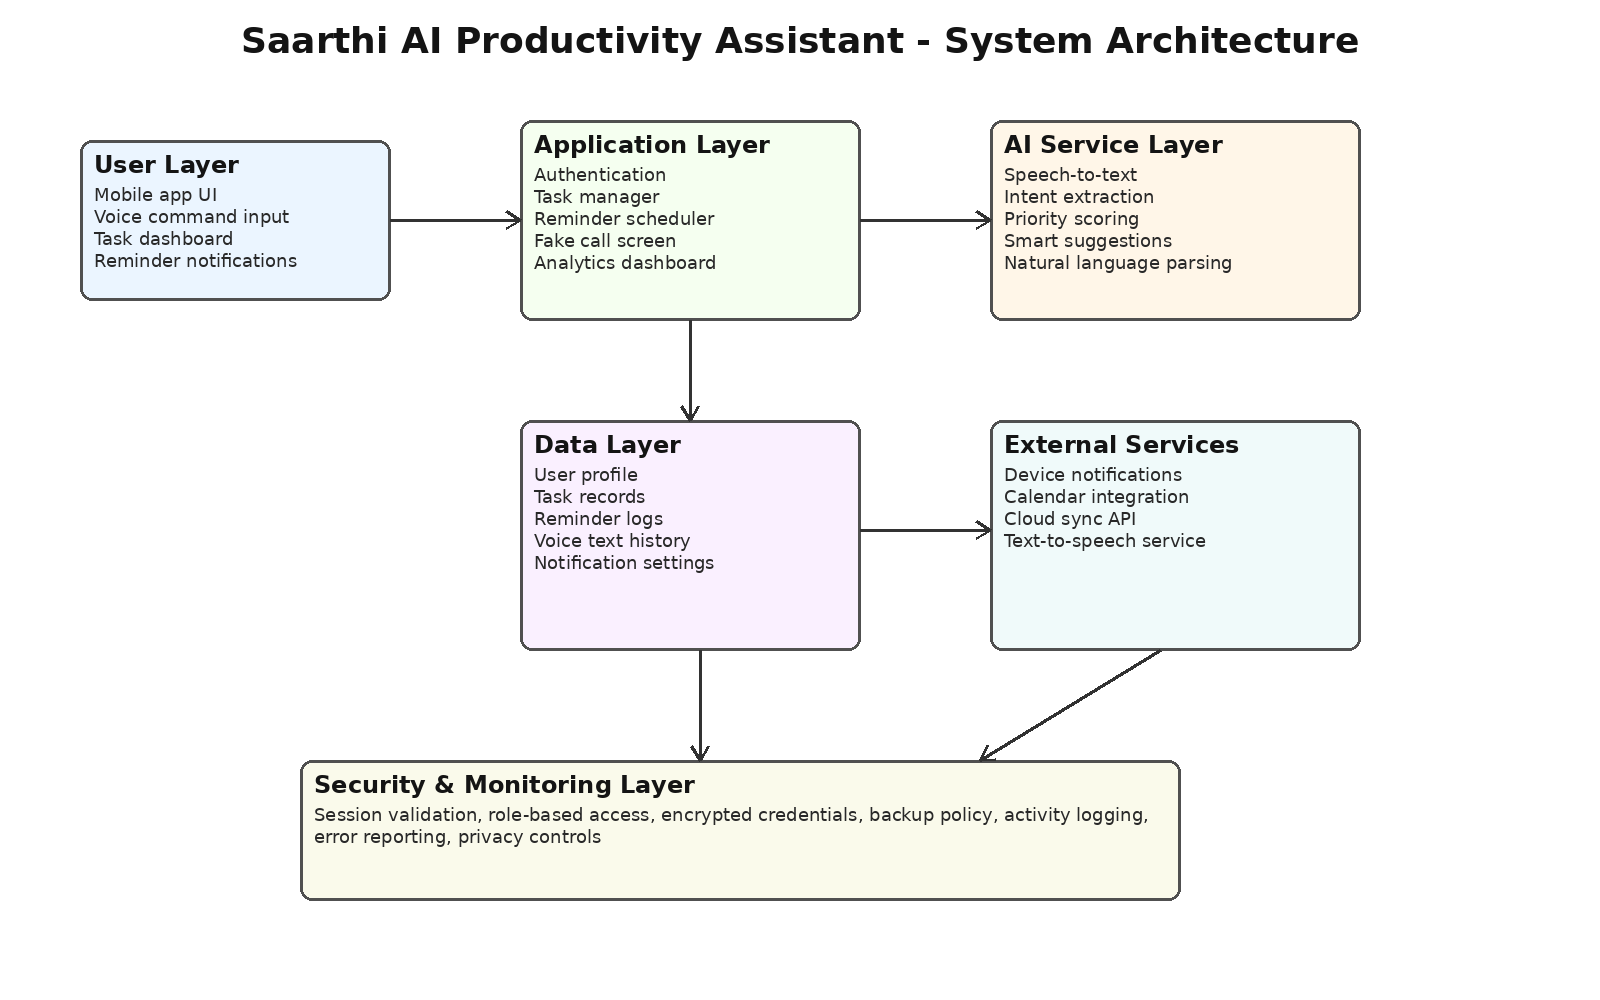 Saarthi AI Productivity Assistant - System Architecture
User Layer
Mobile app UI
Voice command input
Task dashboard
Reminder notifications
Application Layer
Authentication
Task manager
Reminder scheduler
Fake call screen
Analytics dashboard
AI Service Layer
Speech-to-text
Intent extraction
Priority scoring
Smart suggestions
Natural language parsing
Data Layer
User profile
Task records
Reminder logs
Voice text history
Notification settings
External Services
Device notifications
Calendar integration
Cloud sync API
Text-to-speech service
Security & Monitoring Layer
Session validation, role-based access, encrypted credentials, backup policy, activity logging,
error reporting, privacy controls